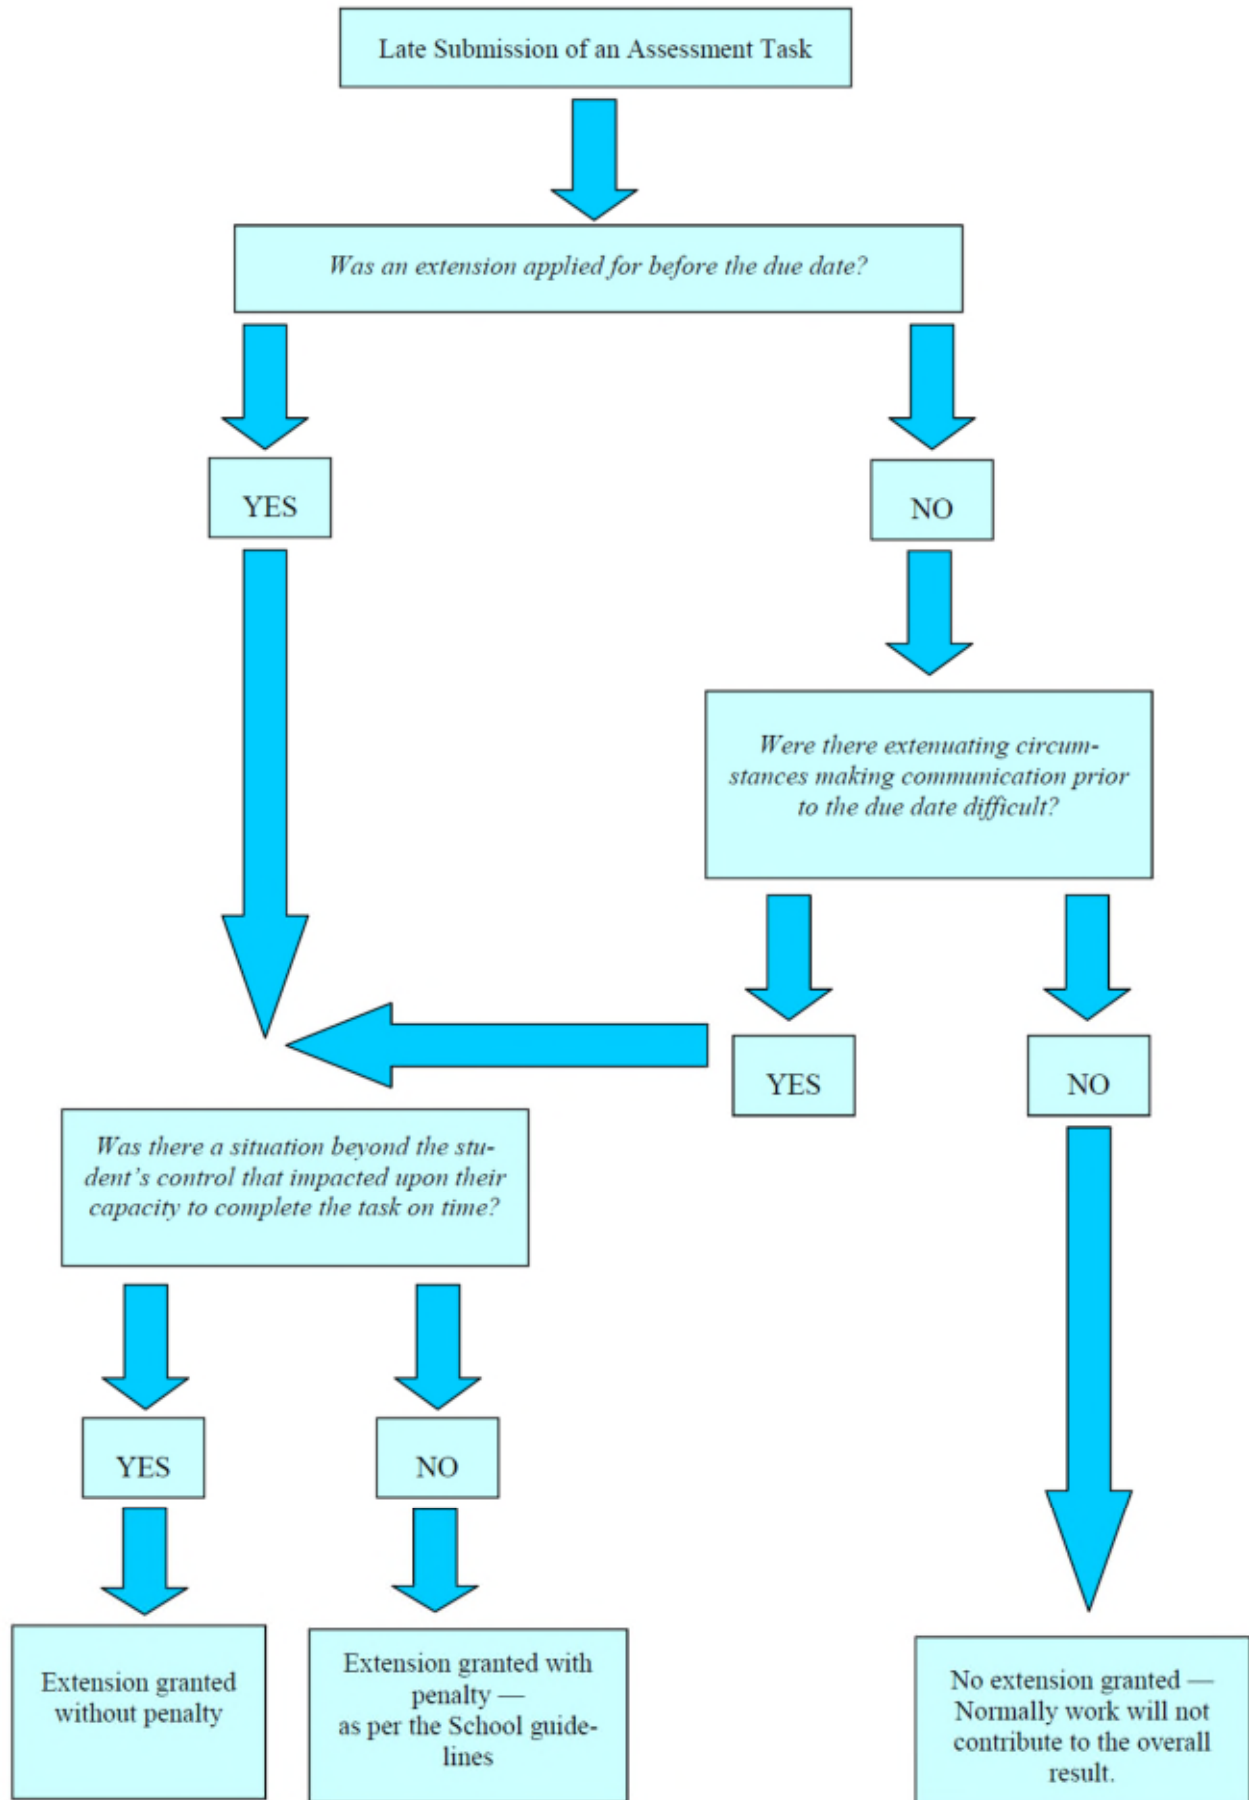 Late Submission of an Assessment Task
Was an extension applied for before the due date?
YES
NO
Were there extenuating circum-
stances making communication prior
to the due date difficult?
YES
NO
Was there a situation beyond the stu-
dent's control that impacted upon their
capacity to complete the task on time?
YES
NO
Extension granted
without penalty
Extension granted with
penalty —
as per the School guide-
lines
No extension granted —
Normally work will not
contribute to the overall
result.